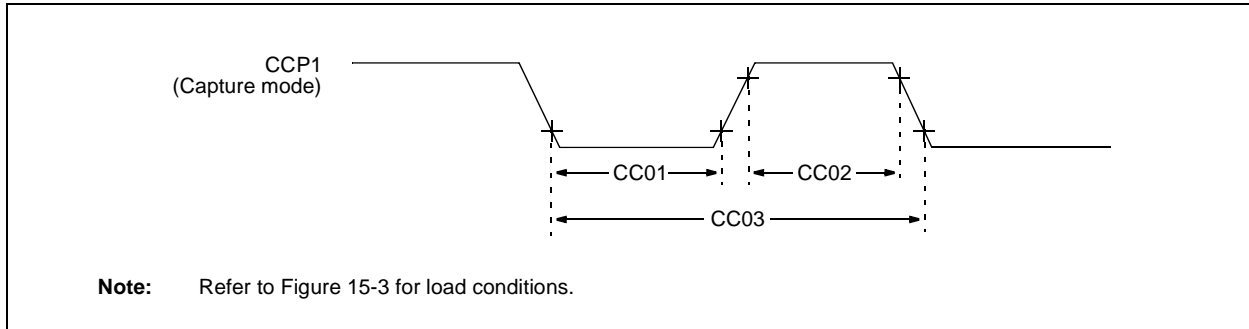 CCP1
(Capture mode)
CC01
CC02
CC03
Note: Refer to Figure 15-3 for load conditions.